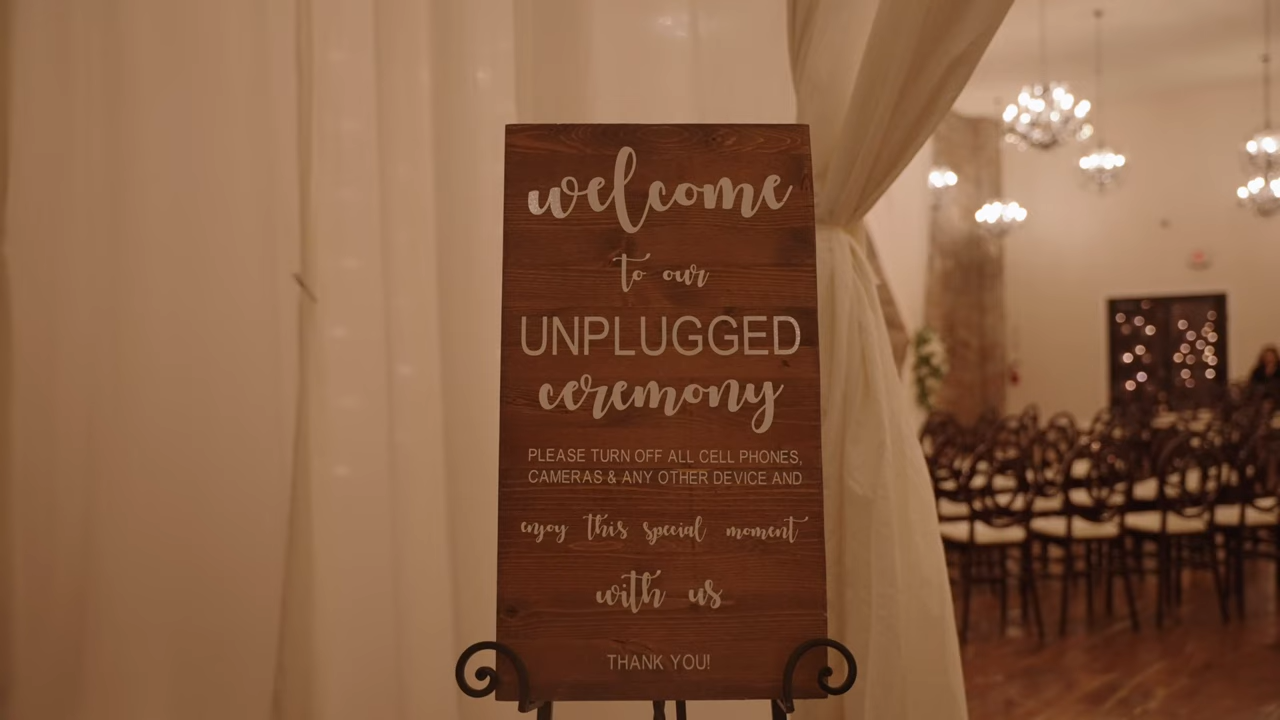 welcome
to our
UNPLUGGED
ceremony
PLEASE TURN OFF ALL CELL PHONES,
CAMERAS & ANY OTHER DEVICE AND
enjoy this special moment
with us
THANK YOU!